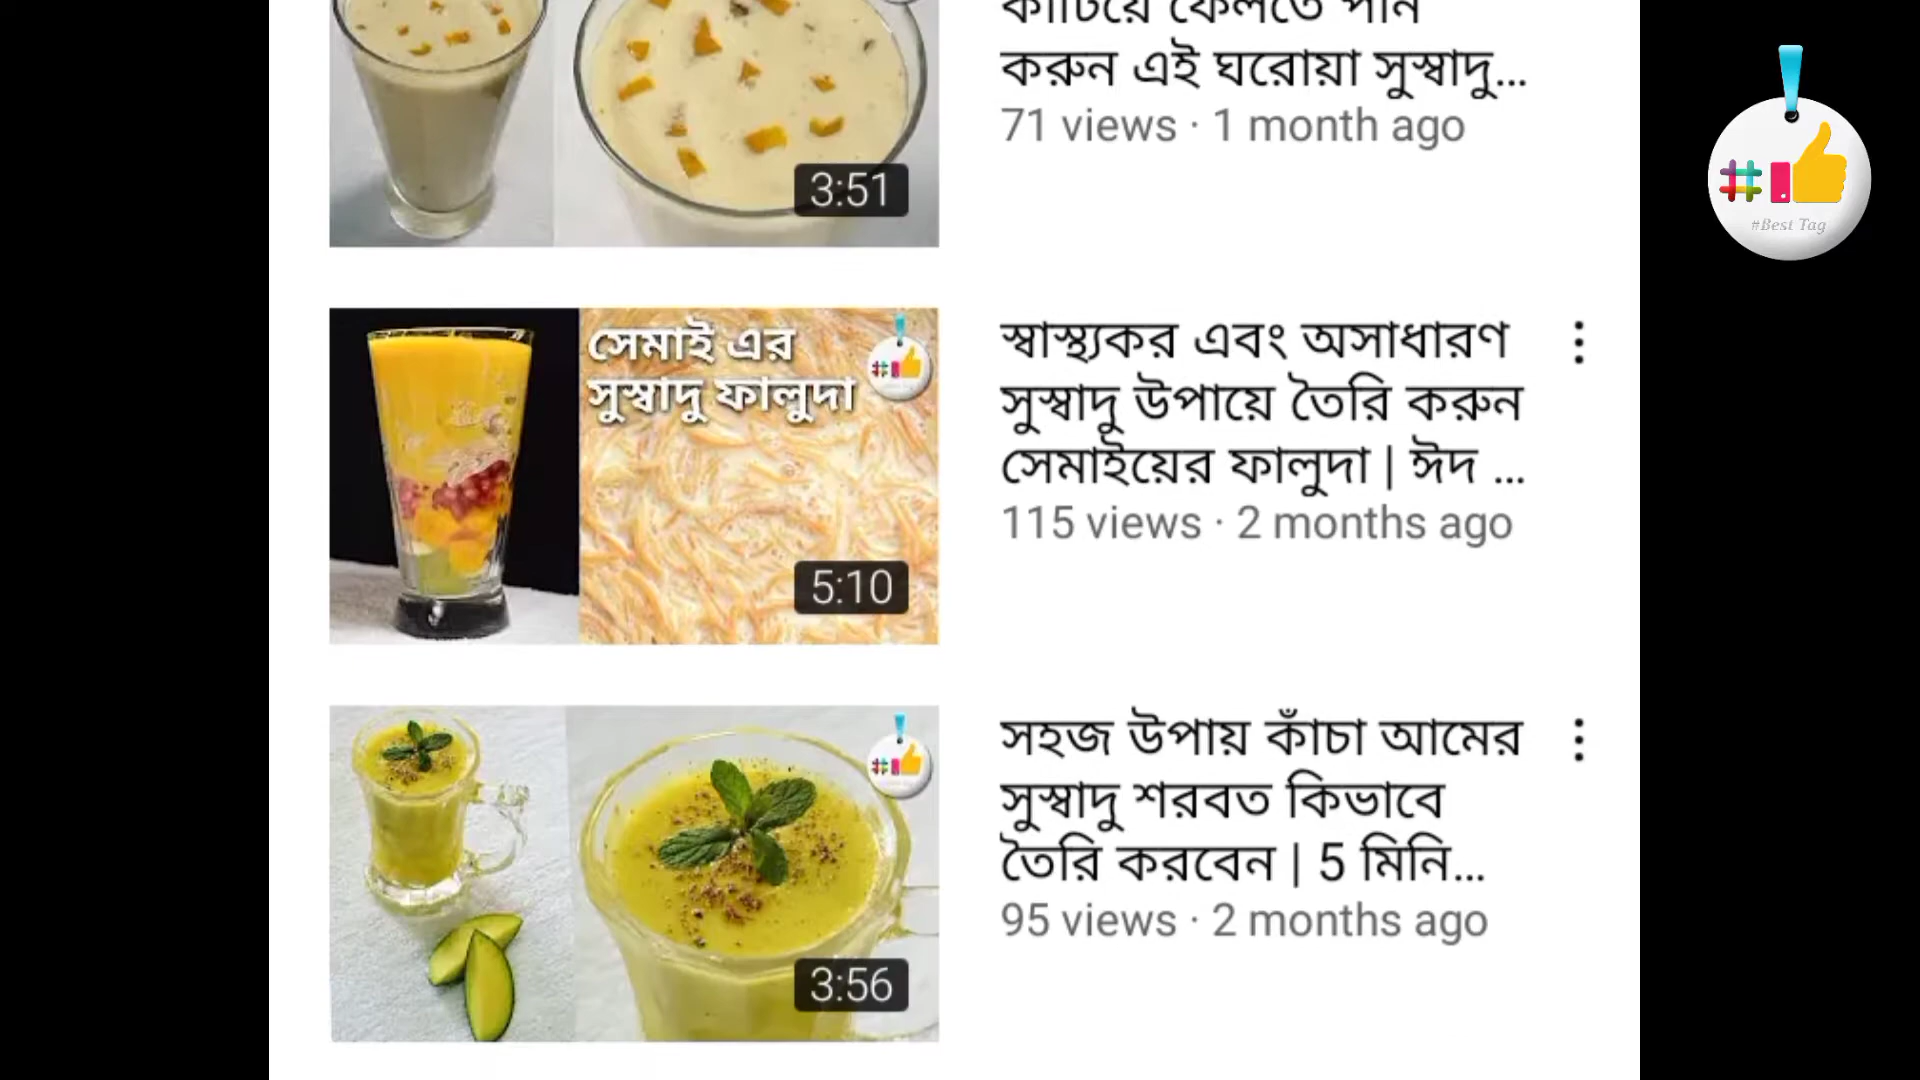 কাটিয়ে ফেলতে পান
করুন এই ঘরোয়া সুস্বাদু...
71 views · 1 month ago
3:51
#Best Tag
সেমাই এর
সুস্বাদু ফালুদা
5:10
স্বাস্থ্যকর এবং অসাধারণ
সুস্বাদু উপায়ে তৈরি করুন
সেমাইয়ের ফালুদা | ঈদ ...
115 views · 2 months ago
3:56
সহজ উপায় কাঁচা আমের
সুস্বাদু শরবত কিভাবে
তৈরি করবেন | 5 মিনি...
95 views · 2 months ago